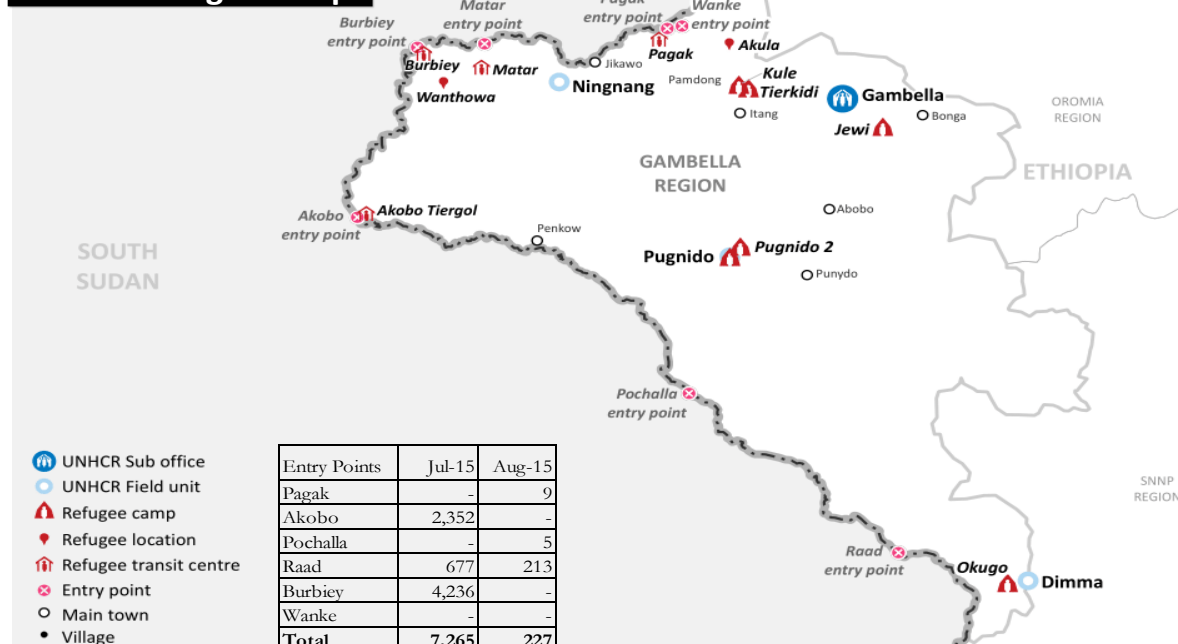 Matar
entry point
entry point
Wanke
entry point
Burbiey
entry point
Akula
Pagak
Jikawo
Burbiey
Matar
Wanthowa
Ningnang
Pamdong
Kule
Tierkidi
Itang
Gambella
Bonga
Jewi
OROMIA
REGION
GAMBELLA
REGION
ETHIOPIA
Akobo
entry point
Akobo Tiergol
Abobo
Penkow
SOUTH
SUDAN
Pugnido
Pugnido 2
Punydo
Pochalla
entry point
SNNP
REGION
Raad
entry point
Okugo
Dimma
UNHCR Sub office
UNHCR Field unit
Refugee camp
Refugee location
Refugee transit centre
Entry point
Main town
Village
Entry Points Jul-15 Aug-15
Pagak - 9
Akobo 2,352 -
Pochalla - 5
Raad 677 213
Burbiey 4,236 -
Wanke - -
Total 7,265 227